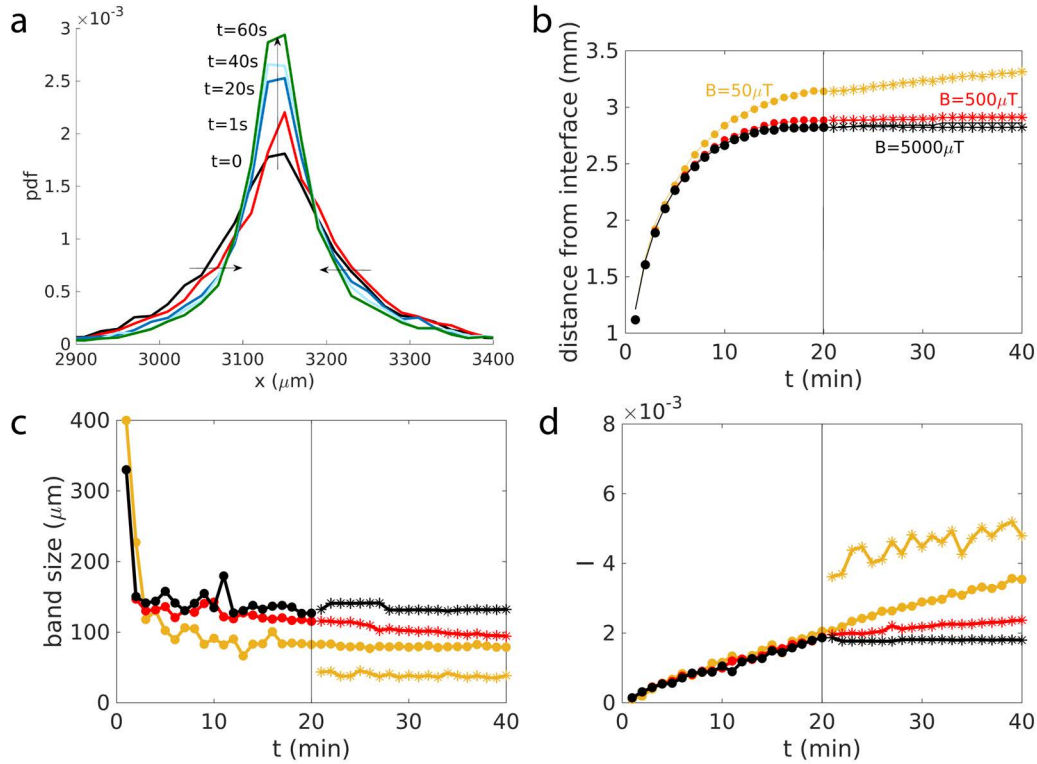 a
×10⁻³
3
2.5
2
1.5
1
0.5
0
pdf
t=60s
t=40s
t=20s
t=1s
t=0
2900 3000 3100 3200 3300 3400
x (μm)
b
3.5
3
2.5
2
1.5
1
distance from interface (mm)
B=50μT
B=500μT
B=5000μT
0 10 20 30 40
t (min)
c
400
300
200
100
0
band size (μm)
0 10 20 30 40
t (min)
d
×10⁻³
8
6
4
2
0
I
0 10 20 30 40
t (min)